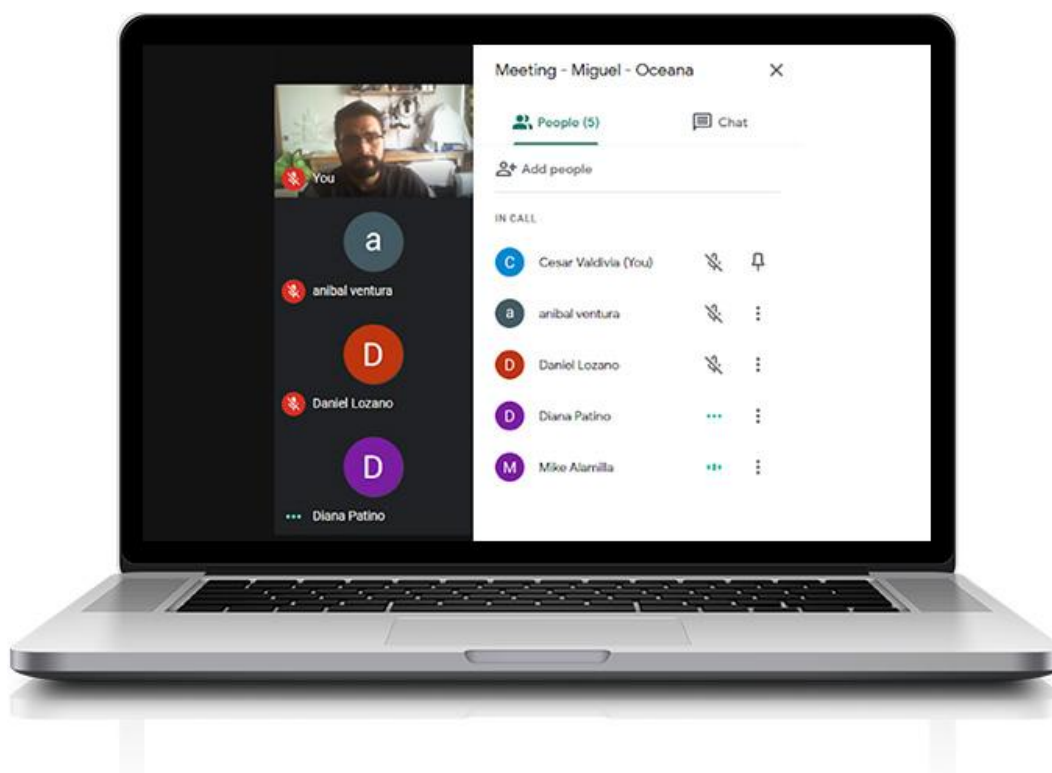 You
a
anibal ventura
D
Daniel Lozano
D
Diana Patino
Meeting - Miguel - Oceana
People (5)
Chat
Add people
IN CALL
C Cesar Valdivia (You)
a anibal ventura
D Daniel Lozano
D Diana Patino
M Mike Alamilla